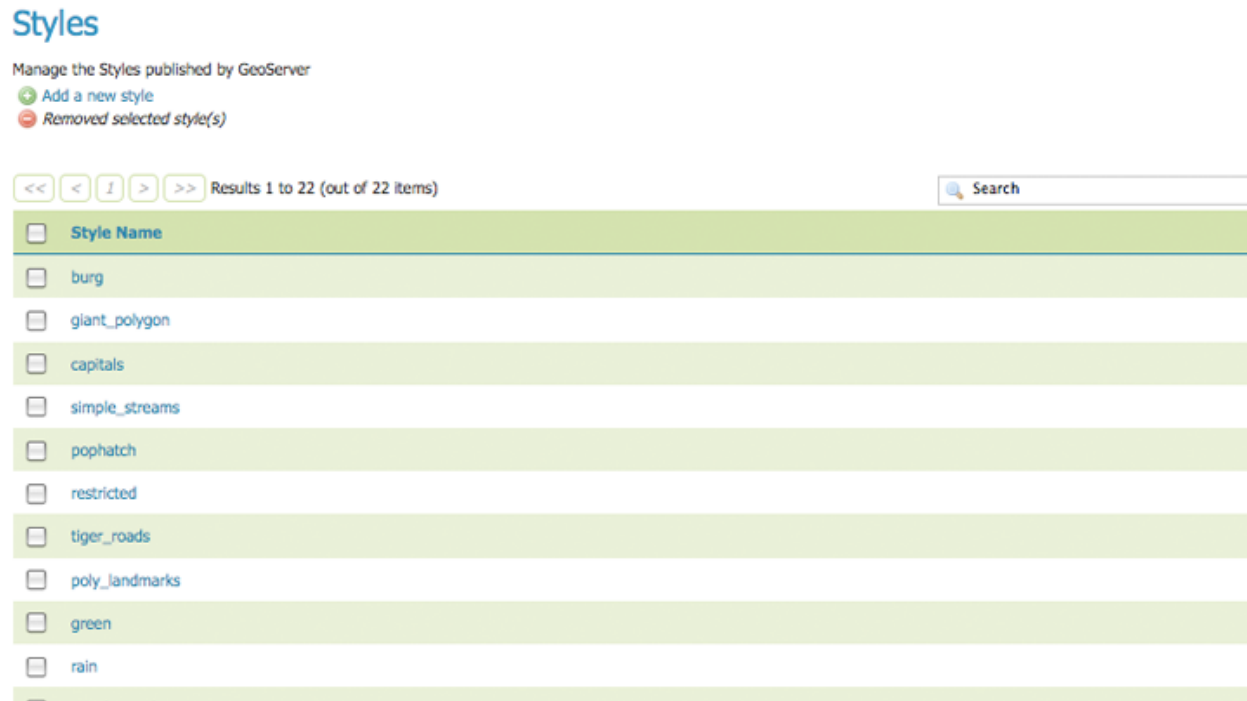 Styles
Manage the Styles published by GeoServer
Add a new style
Removed selected style(s)
<< < 1 > >> Results 1 to 22 (out of 22 items) Search
Style Name
burg
giant_polygon
capitals
simple_streams
pophatch
restricted
tiger_roads
poly_landmarks
green
rain